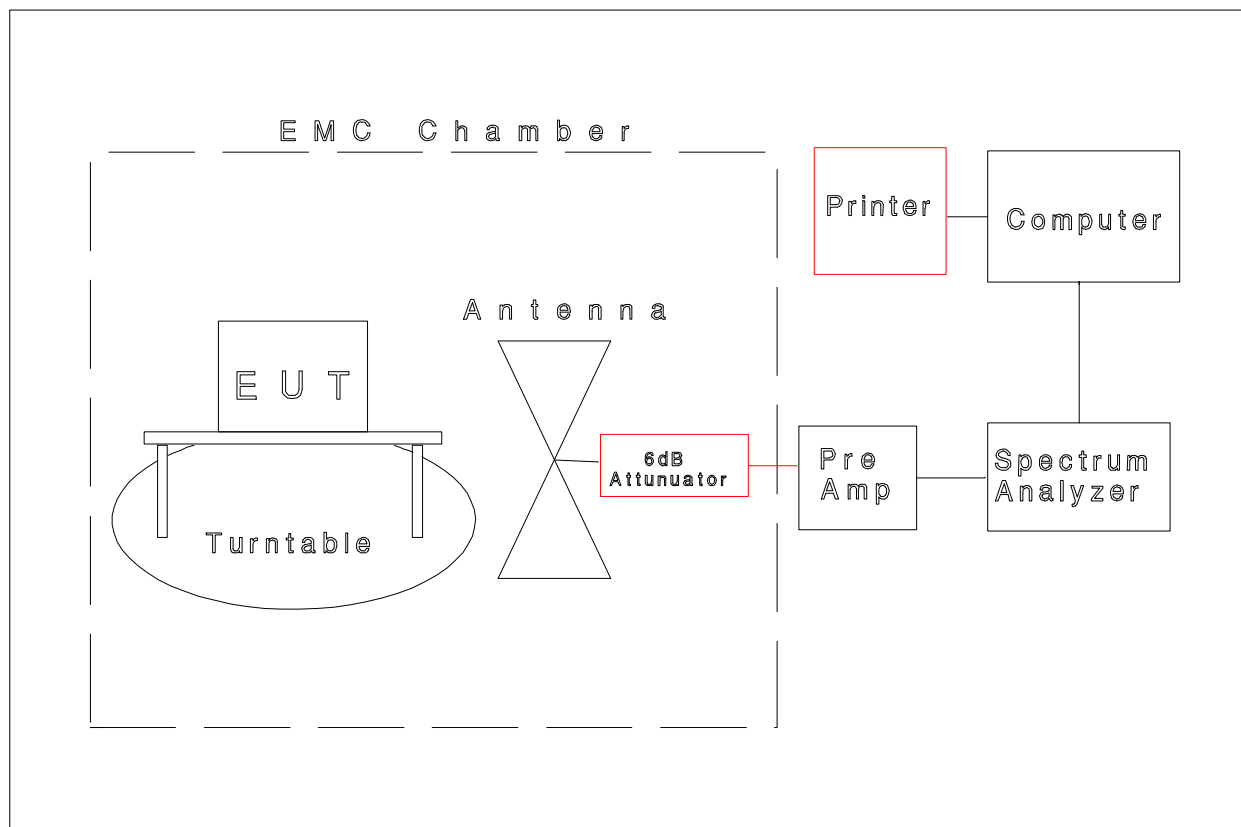 EMC Chamber
Printer
Computer
Antenna
EUT
6dB
Attunuator
Pre
Amp
Spectrum
Analyzer
Turntable